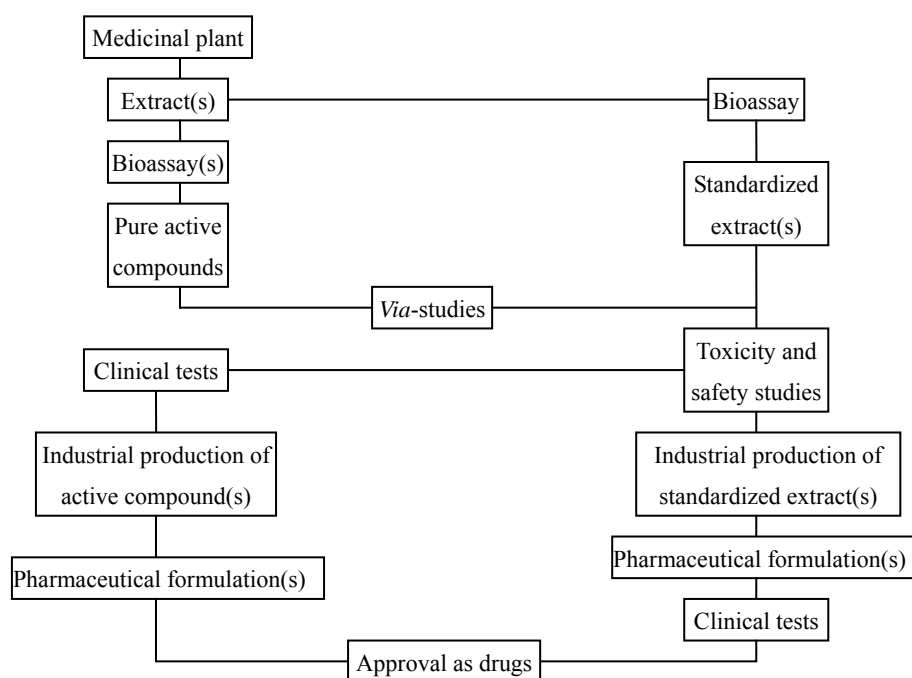 Medicinal plant
Extract(s)
Bioassay
Bioassay(s)
Standardized
extract(s)
Pure active
compounds
Via-studies
Toxicity and
safety studies
Clinical tests
Industrial production of
active compound(s)
Industrial production of
standardized extract(s)
Pharmaceutical formulation(s)
Pharmaceutical formulation(s)
Clinical tests
Approval as drugs